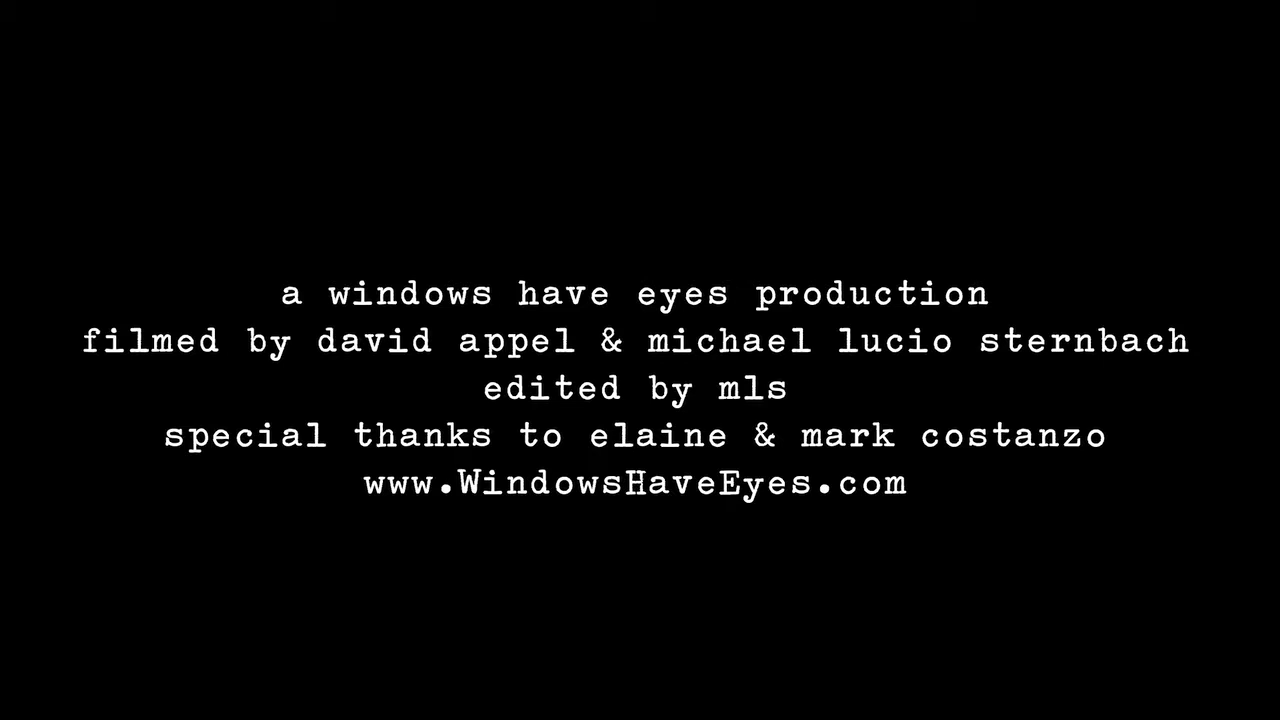 a windows have eyes production
filmed by david appel & michael lucio sternbach
edited by mls
special thanks to elaine & mark costanzo
www.WindowsHaveEyes.com